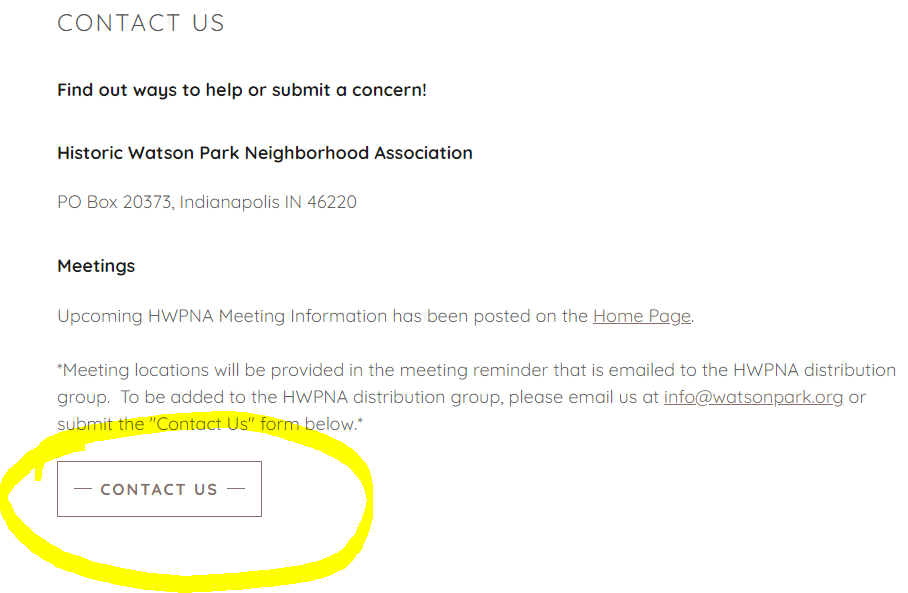 CONTACT US
Find out ways to help or submit a concern!
Historic Watson Park Neighborhood Association
PO Box 20373, Indianapolis IN 46220
Meetings
Upcoming HWPNA Meeting Information has been posted on the Home Page.
*Meeting locations will be provided in the meeting reminder that is emailed to the HWPNA distribution
group.  To be added to the HWPNA distribution group, please email us at info@watsonpark.org or
submit the "Contact Us" form below.*
— CONTACT US —